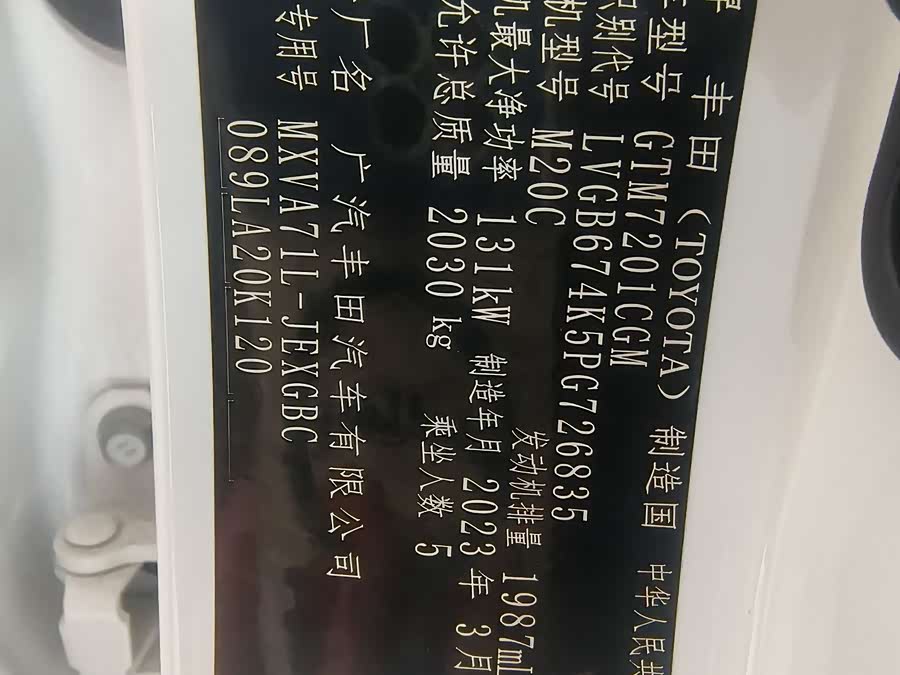 丰田（TOYOTA） 制造国 中华人民共
型号 GTM7201CGM
识别代号 LVGB674K5PG726835
机型号 M20C 发动机排量 1987ml
机最大净功率 131kW 制造年月 2023年 3月
允许总质量 2030 kg 乘坐人数 5
厂名 广汽丰田汽车有限公司
专用号 MXVA71L-JEXGBC
089LA20K120